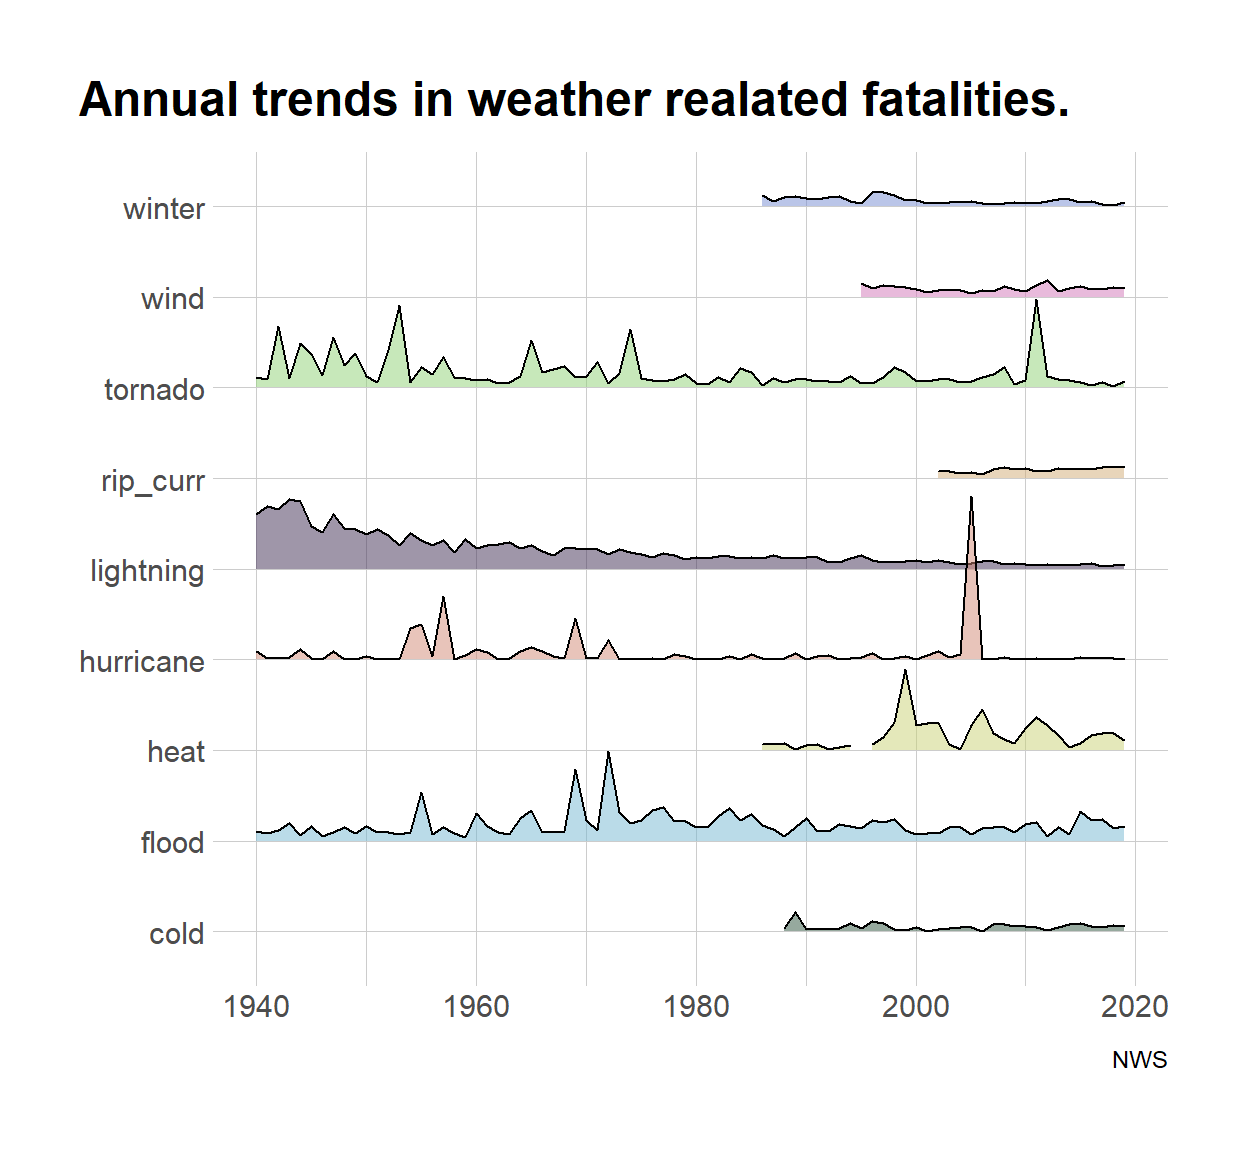 Annual trends in weather realated fatalities.
winter
wind
tornado
rip_curr
lightning
hurricane
heat
flood
cold
1940 1960 1980 2000 2020
NWS